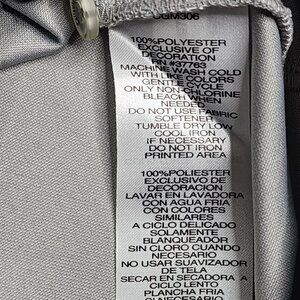 CGM306
100%POLYESTER
EXCLUSIVE OF
DECORATION
RN #37763
MACHINE WASH COLD
WITH LIKE COLORS
GENTLE CYCLE
ONLY NON-CHLORINE
BLEACH WHEN
NEEDED
DO NOT USE FABRIC
SOFTENER
TUMBLE DRY LOW
COOL IRON
IF NECESSARY
DO NOT IRON
PRINTED AREA
100%POLIESTER
EXCLUSIVO DE
DECORACION
LAVAR EN LAVADORA
CON AGUA FRIA
CON COLORES
SIMILARES
A CICLO DELICADO
SOLAMENTE
BLANQUEADOR
SIN CLORO CUANDO
NECESARIO
NO USAR SUAVIZADOR
DE TELA
SECAR EN SECADORA A
CICLO LENTO
PLANCHA FRIA
SI NECESARIO